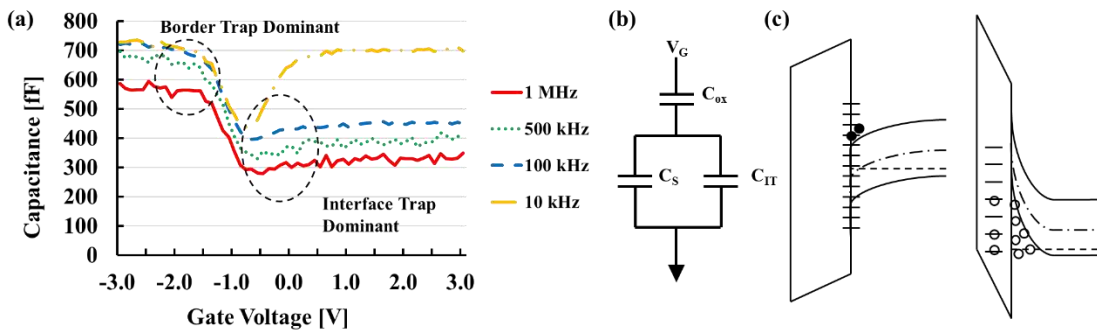 (a)
Capacitance [fF]
800
700
600
500
400
300
200
100
0
Border Trap Dominant
Interface Trap
Dominant
-3.0
-2.0
-1.0
0.0
1.0
2.0
3.0
Gate Voltage [V]
1 MHz
500 kHz
100 kHz
10 kHz
(b)
V_G
C_ox
C_S
C_IT
(c)